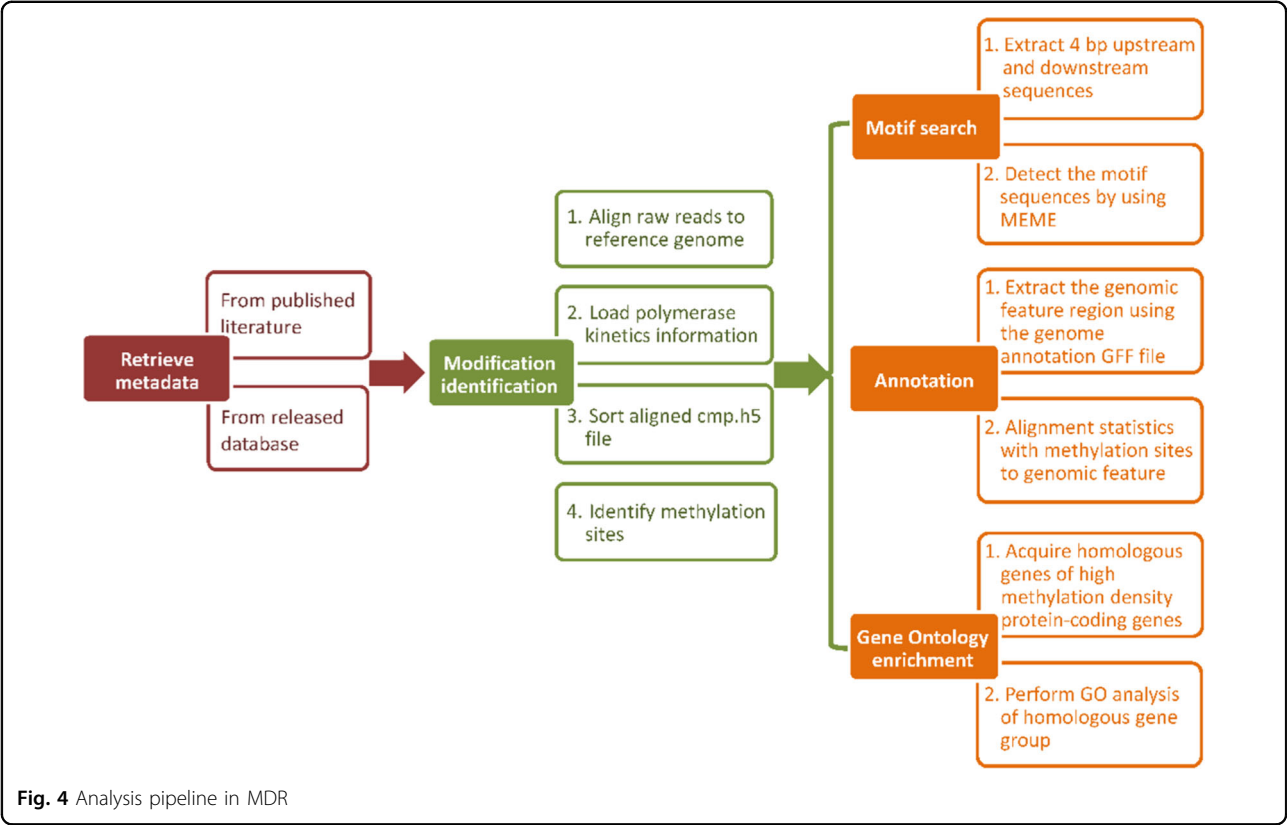 Retrieve
metadata
From published
literature
From released
database
Modification
identification
1. Align raw reads to
reference genome
2. Load polymerase
kinetics information
3. Sort aligned cmp.h5
file
4. Identify methylation
sites
Motif search
1. Extract 4 bp upstream
and downstream
sequences
2. Detect the motif
sequences by using
MEME
Annotation
1. Extract the genomic
feature region using
the genome
annotation GFF file
2. Alignment statistics
with methylation sites
to genomic feature
Gene Ontology
enrichment
1. Acquire homologous
genes of high
methylation density
protein-coding genes
2. Perform GO analysis
of homologous gene
group
Fig. 4 Analysis pipeline in MDR